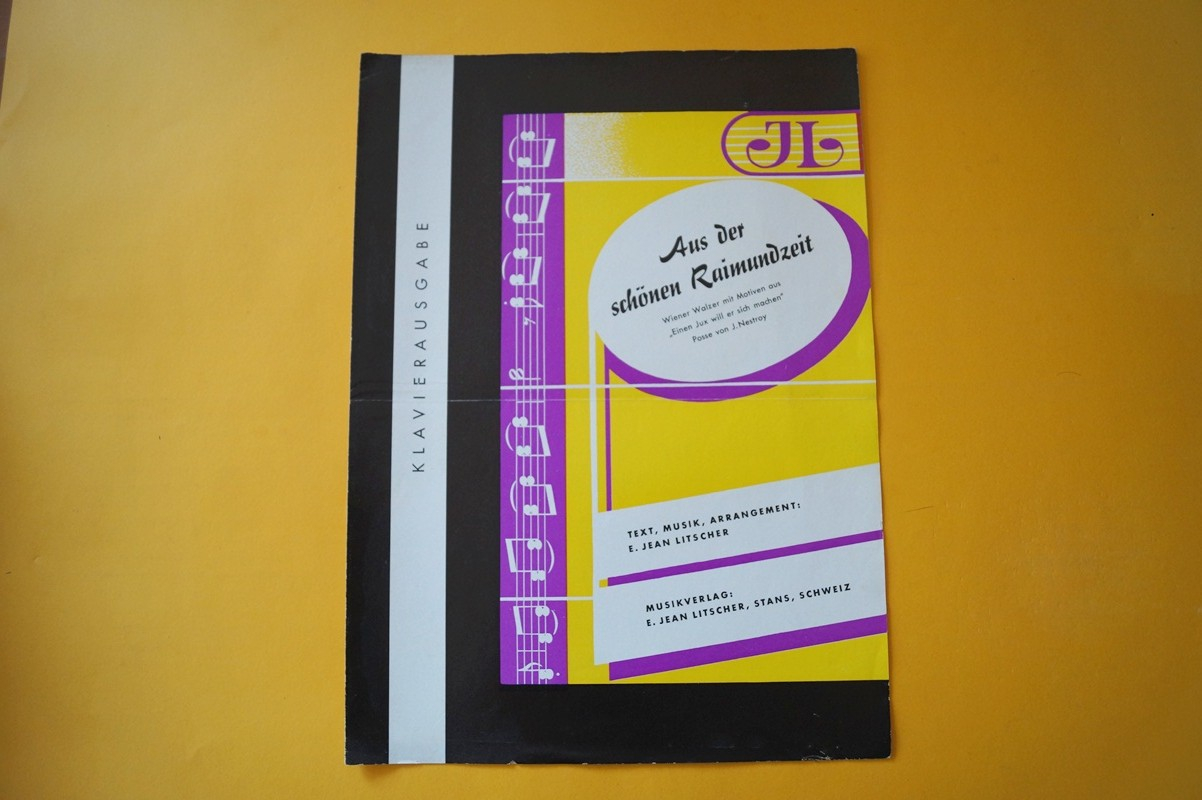 KLAVIERAUSGABE
JL
Aus der
schönen Raimundzeit
Wiener Walzer mit Motiven aus
„Einen Jux will er sich machen"
Posse von J. Nestroy
TEXT, MUSIK, ARRANGEMENT:
E. JEAN LITSCHER
MUSIKVERLAG:
E. JEAN LITSCHER, STANS, SCHWEIZ